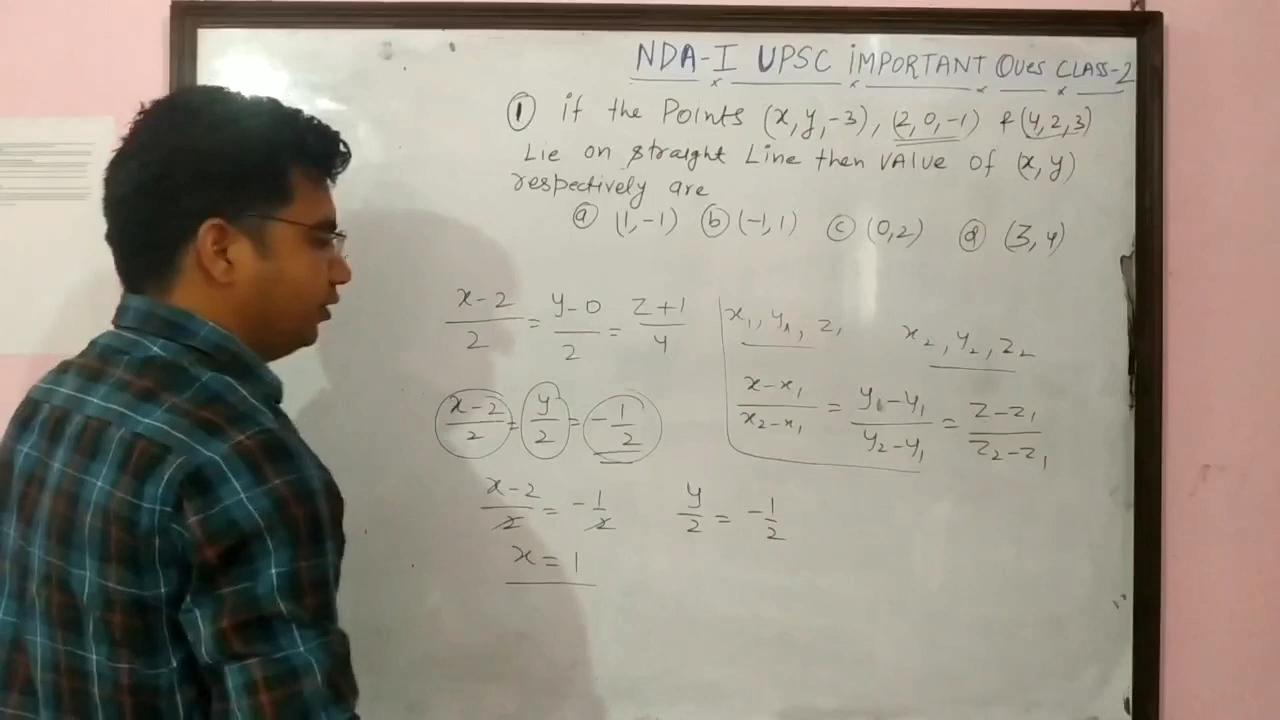 NDA-I UPSC iMPORTANT Ques CLASS-2
① if the Points (x, y, -3), (2, 0, -1) & (4, 2, 3)
Lie on straight Line then VAlue of (x, y)
respectively are
ⓐ (1, -1) ⓑ (-1, 1) ⓒ (0, 2) ⓓ (3, 4)
x-2/2 = y-0/2 = z+1/4
x₁, y₁, z₁ x₂, y₂, z₂
x-x₁/x₂-x₁ = y₁-y₁/y₂-y₁ = z-z₁/z₂-z₁
x-2/2 = y/2 = -1/2
x-2/2 = -1/2 y/2 = -1/2
x = 1